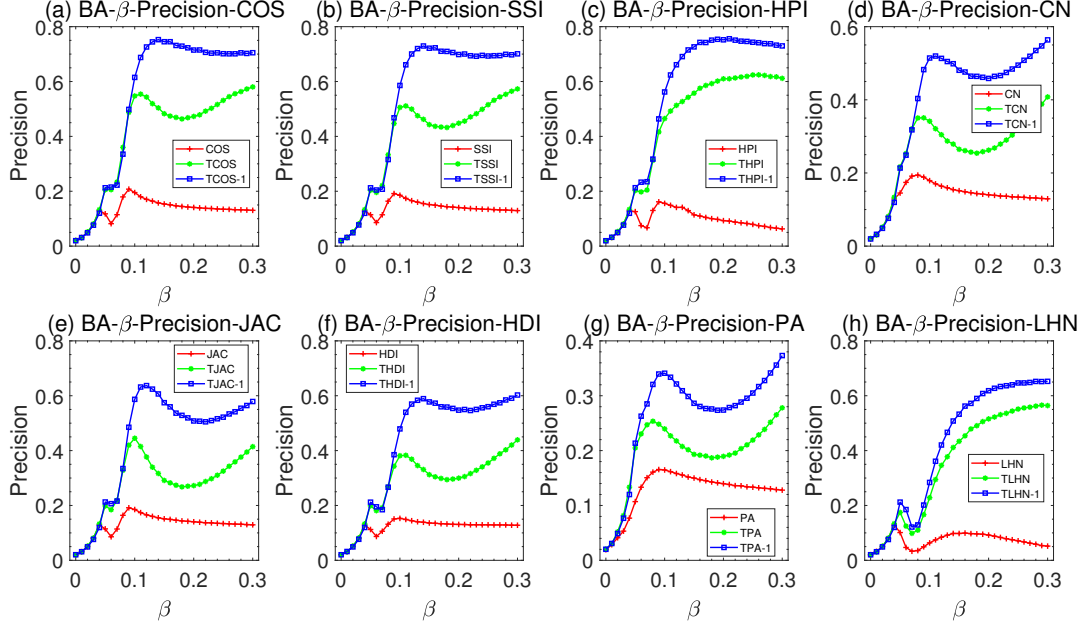 (a) BA-β-Precision-COS
Precision
0.8
0.6
0.4
0.2
0
0
0.1
0.2
0.3
β
COS
TCOS
TCOS-1
(b) BA-β-Precision-SSI
Precision
0.8
0.6
0.4
0.2
0
0
0.1
0.2
0.3
β
SSI
TSSI
TSSI-1
(c) BA-β-Precision-HPI
Precision
0.8
0.6
0.4
0.2
0
0
0.1
0.2
0.3
β
HPI
THPI
THPI-1
(d) BA-β-Precision-CN
Precision
0.6
0.4
0.2
0
0
0.1
0.2
0.3
β
CN
TCN
TCN-1
(e) BA-β-Precision-JAC
Precision
0.8
0.6
0.4
0.2
0
0
0.1
0.2
0.3
β
JAC
TJAC
TJAC-1
(f) BA-β-Precision-HDI
Precision
0.8
0.6
0.4
0.2
0
0
0.1
0.2
0.3
β
HDI
THDI
THDI-1
(g) BA-β-Precision-PA
Precision
0.4
0.3
0.2
0.1
0
0
0.1
0.2
0.3
β
PA
TPA
TPA-1
(h) BA-β-Precision-LHN
Precision
0.8
0.6
0.4
0.2
0
0
0.1
0.2
0.3
β
LHN
TLHN
TLHN-1